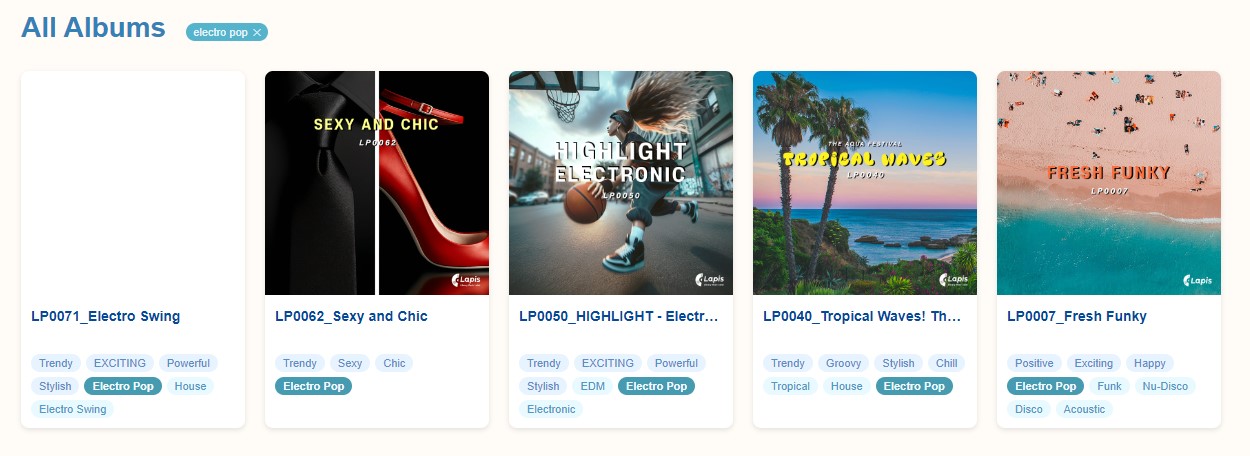 All Albums
electro pop ×
LP0071_Electro Swing
Trendy EXCITING Powerful
Stylish Electro Pop House
Electro Swing
SEXY AND CHIC
LP0062
Lapis
LP0062_Sexy and Chic
Trendy Sexy Chic
Electro Pop
HIGHLIGHT
ELECTRONIC
LP0050
Lapis
LP0050_HIGHLIGHT - Electr...
Trendy EXCITING Powerful
Stylish EDM Electro Pop
Electronic
THE AQUA FESTIVAL
TROPICAL WAVES
LP0040
Lapis
LP0040_Tropical Waves! Th...
Trendy Groovy Stylish Chill
Tropical House Electro Pop
FRESH FUNKY
LP0007
Lapis
LP0007_Fresh Funky
Positive Exciting Happy
Electro Pop Funk Nu-Disco
Disco Acoustic